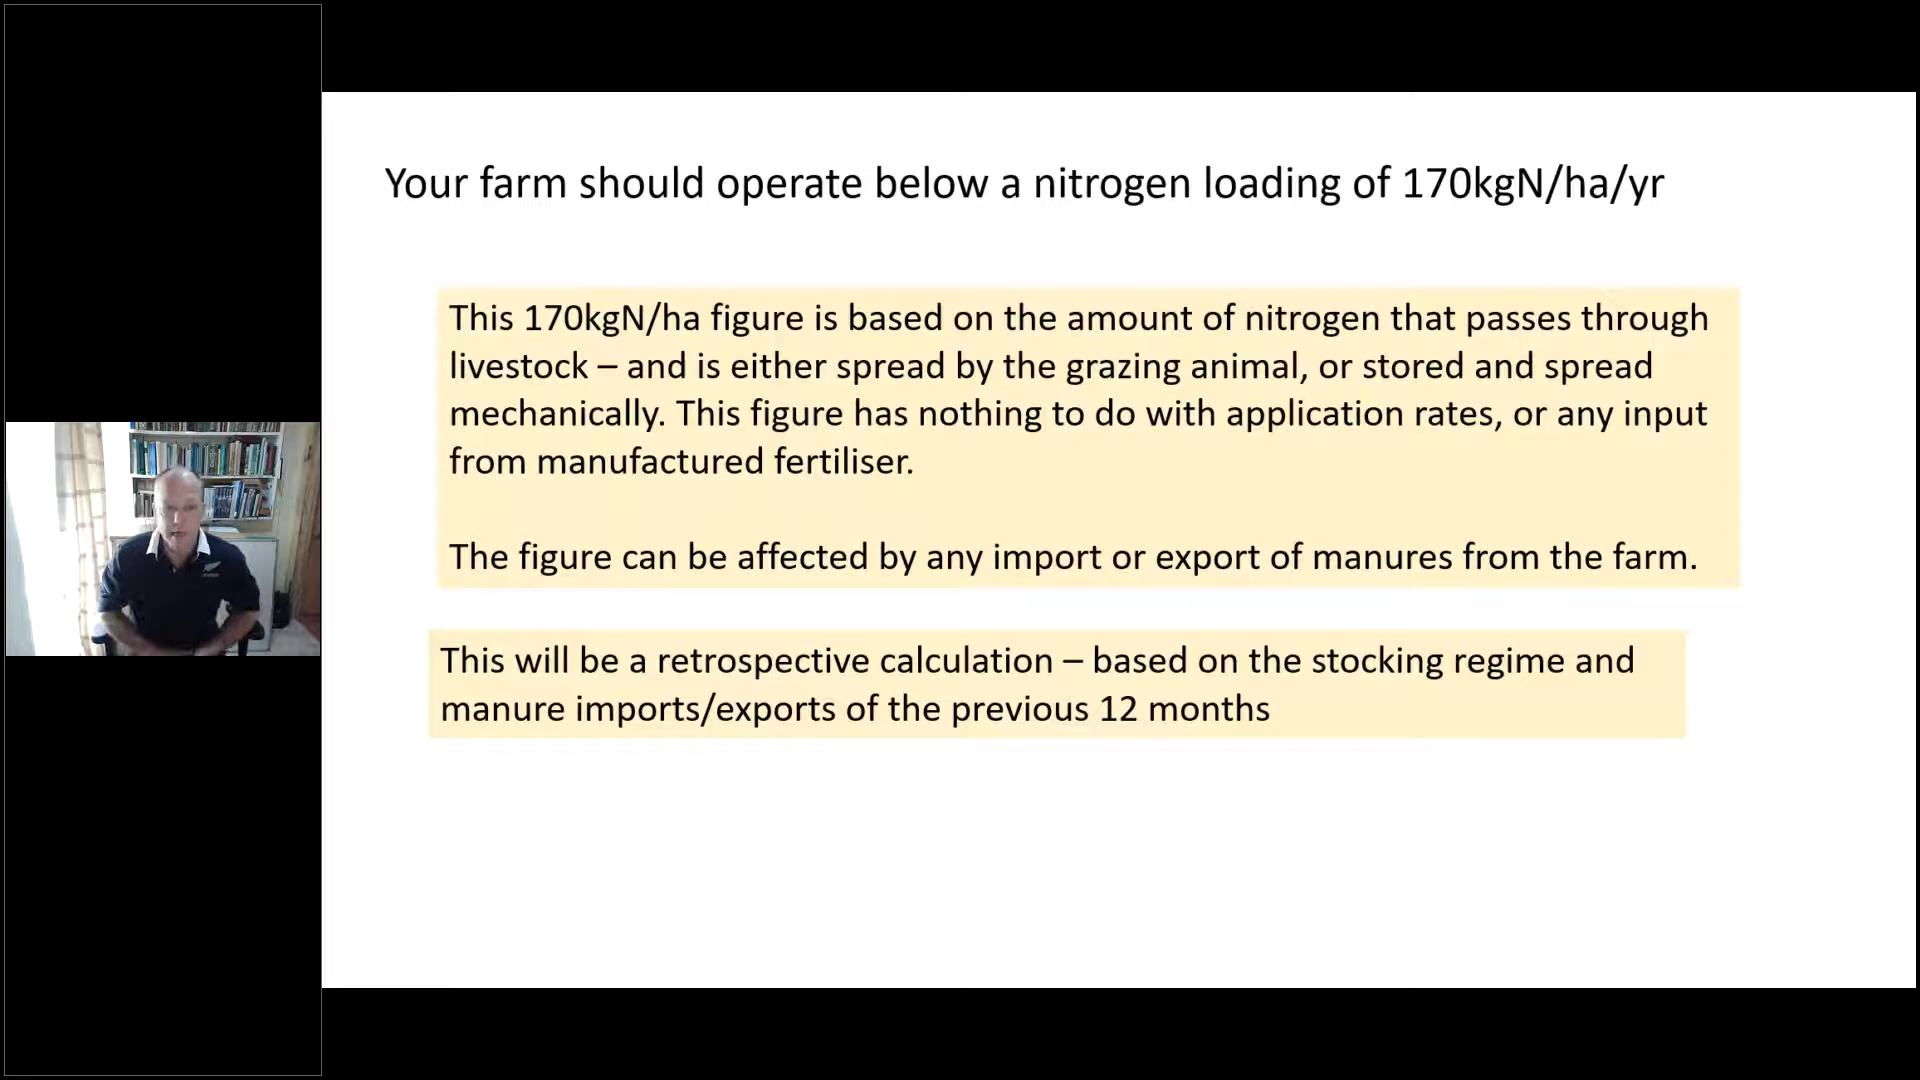 Your farm should operate below a nitrogen loading of 170kgN/ha/yr
This 170kgN/ha figure is based on the amount of nitrogen that passes through
livestock – and is either spread by the grazing animal, or stored and spread
mechanically. This figure has nothing to do with application rates, or any input
from manufactured fertiliser.
The figure can be affected by any import or export of manures from the farm.
This will be a retrospective calculation – based on the stocking regime and
manure imports/exports of the previous 12 months